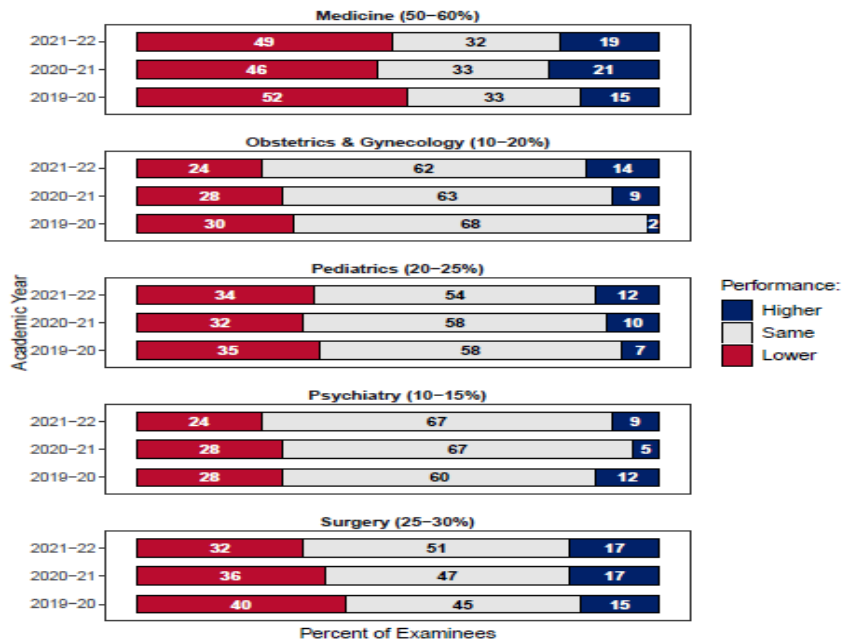 Medicine (50−60%)
2021−22 49 32 19
2020−21 46 33 21
2019−20 52 33 15
Obstetrics & Gynecology (10−20%)
2021−22 24 62 14
2020−21 28 63 9
2019−20 30 68 2
Pediatrics (20−25%)
2021−22 34 54 12
2020−21 32 58 10
2019−20 35 58 7
Psychiatry (10−15%)
2021−22 24 67 9
2020−21 28 67 5
2019−20 28 60 12
Surgery (25−30%)
2021−22 32 51 17
2020−21 36 47 17
2019−20 40 45 15
Percent of Examinees
Academic Year
Performance:
Higher
Same
Lower